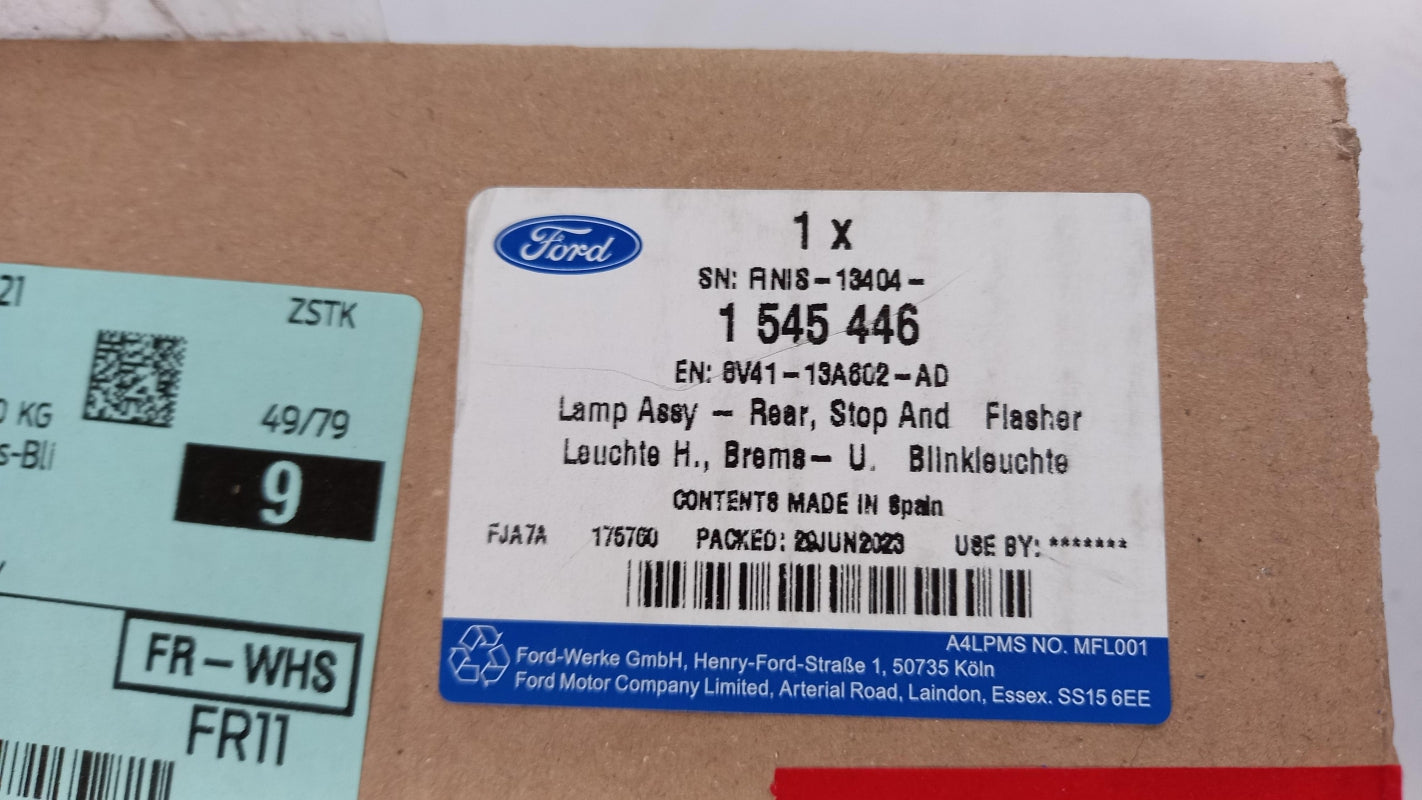 21
ZSTK
0 KG
49/79
s-Bli
9
FR-WHS
FR11
Ford
1 x
SN: FINIS-13404-
1 545 446
EN: 8V41-13A602-AD
Lamp Assy - Rear, Stop And Flasher
Leuchte H., Brems- U. Blinkleuchte
CONTENTS MADE IN Spain
FJA7A 175760 PACKED: 29JUN2023 USE BY: *******
A4LPMS NO. MFL001
Ford-Werke GmbH, Henry-Ford-Straße 1, 50735 Köln
Ford Motor Company Limited, Arterial Road, Laindon, Essex. SS15 6EE